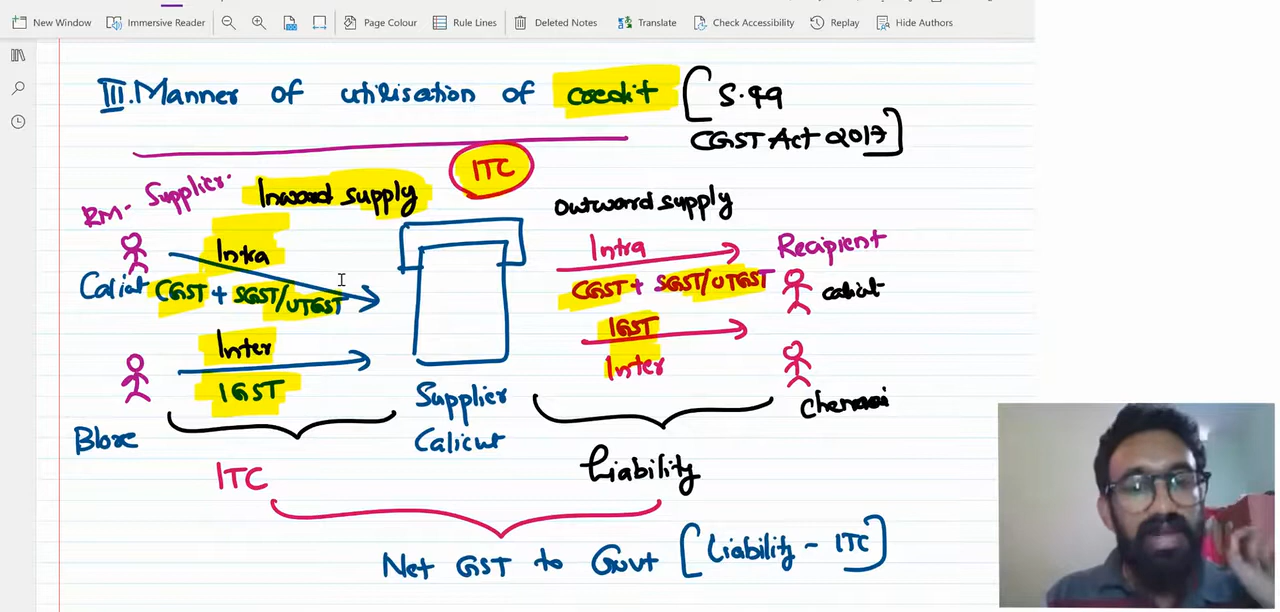 New Window
Immersive Reader
Page Colour
Rule Lines
Deleted Notes
Translate
Check Accessibility
Replay
Hide Authors
III. Manner of utilisation of credit [S.49
CGST Act 2017]
ITC
RM- Supplier
Inward supply
Outward supply
Intra
Intra
Recipient
Calicut
CGST + SGST/UTGST
CGST + SGST/UTGST
calicut
Inter
IGST
IGST
Inter
Blore
Supplier
Calicut
Chennai
ITC
Liability
Net GST to Govt [Liability - ITC]